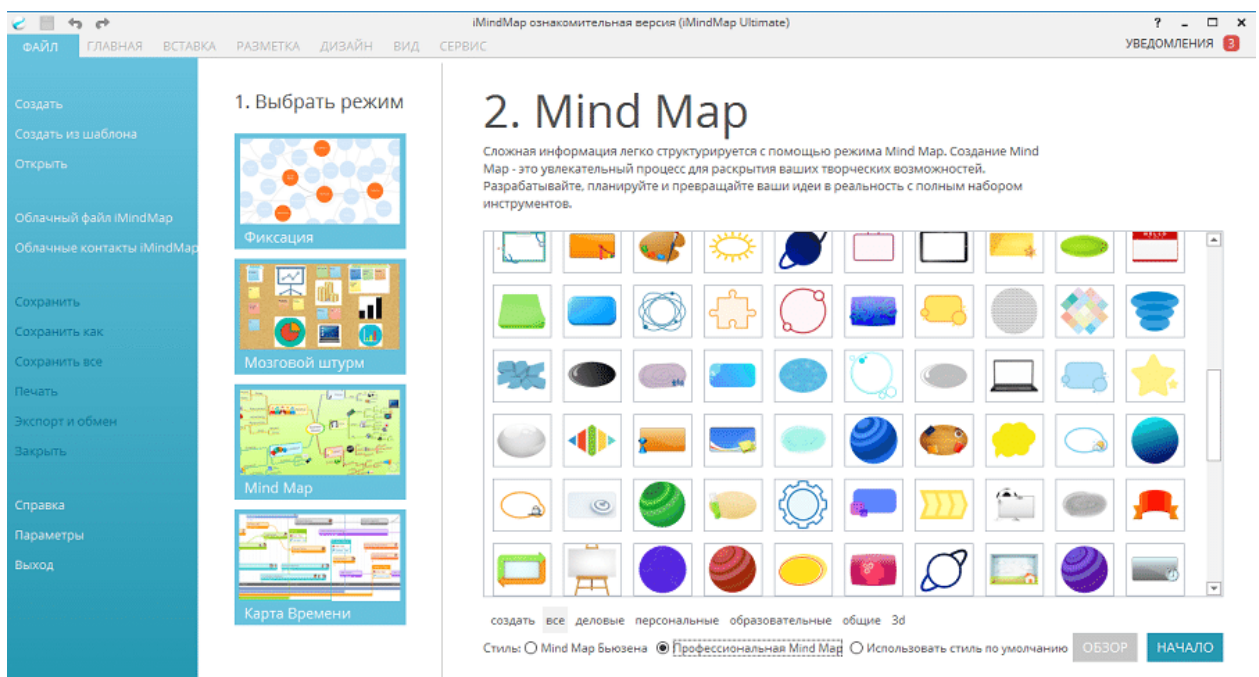 iMindMap ознакомительная версия (iMindMap Ultimate)
ФАЙЛ ГЛАВНАЯ ВСТАВКА РАЗМЕТКА ДИЗАЙН ВИД СЕРВИС УВЕДОМЛЕНИЯ 3
Создать
Создать из шаблона
Открыть
Облачный файл iMindMap
Облачные контакты iMindMap
Сохранить
Сохранить как
Сохранить все
Печать
Экспорт и обмен
Закрыть
Справка
Параметры
Выход
1. Выбрать режим
Фиксация
Мозговой штурм
Mind Map
Карта Времени
2. Mind Map
Сложная информация легко структурируется с помощью режима Mind Map. Создание Mind
Map - это увлекательный процесс для раскрытия ваших творческих возможностей.
Разрабатывайте, планируйте и превращайте ваши идеи в реальность с полным набором
инструментов.
HELLO
создать все деловые персональные образовательные общие 3d
Стиль: Mind Map Бьюзена Профессиональная Mind Map Использовать стиль по умолчанию ОБЗОР НАЧАЛО